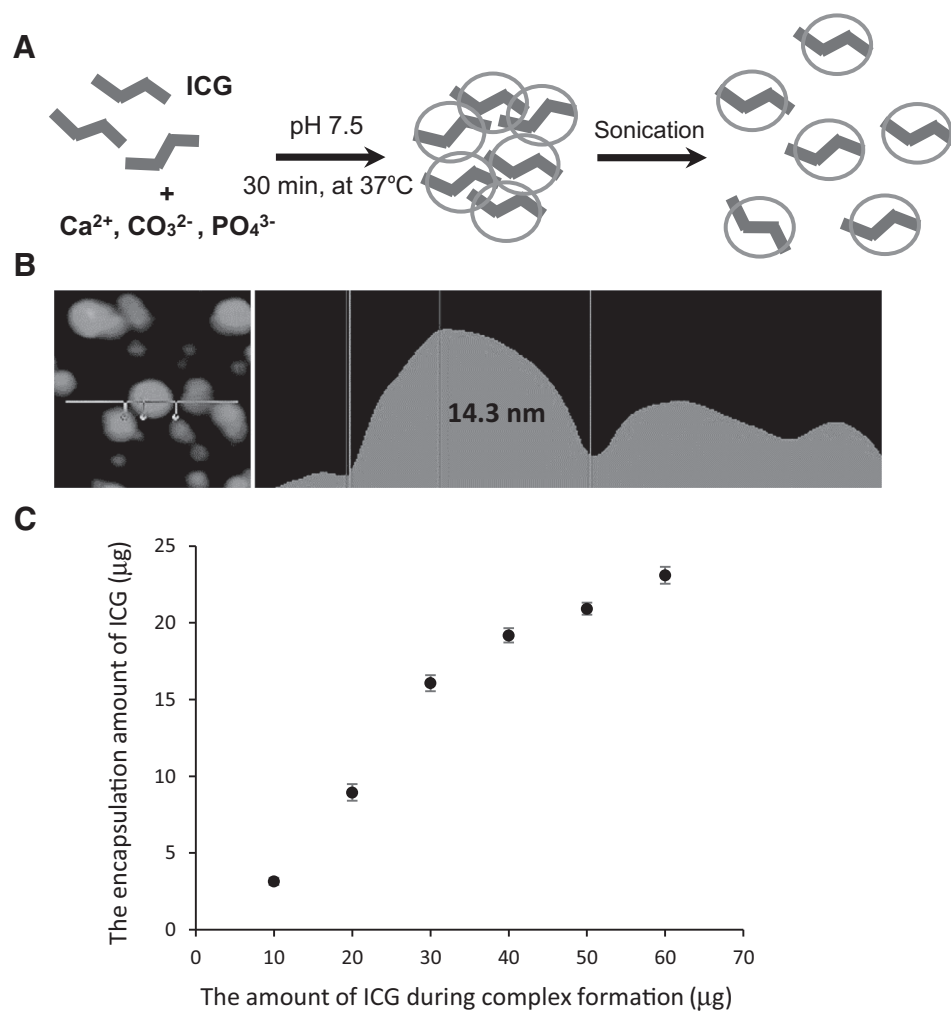 A
ICG
+
Ca²⁺, CO₃²⁻, PO₄³⁻
pH 7.5
30 min, at 37ºC
Sonication
B
14.3 nm
C
The encapsulation amount of ICG (μg)
25
20
15
10
5
0
0 10 20 30 40 50 60 70
The amount of ICG during complex formation (μg)